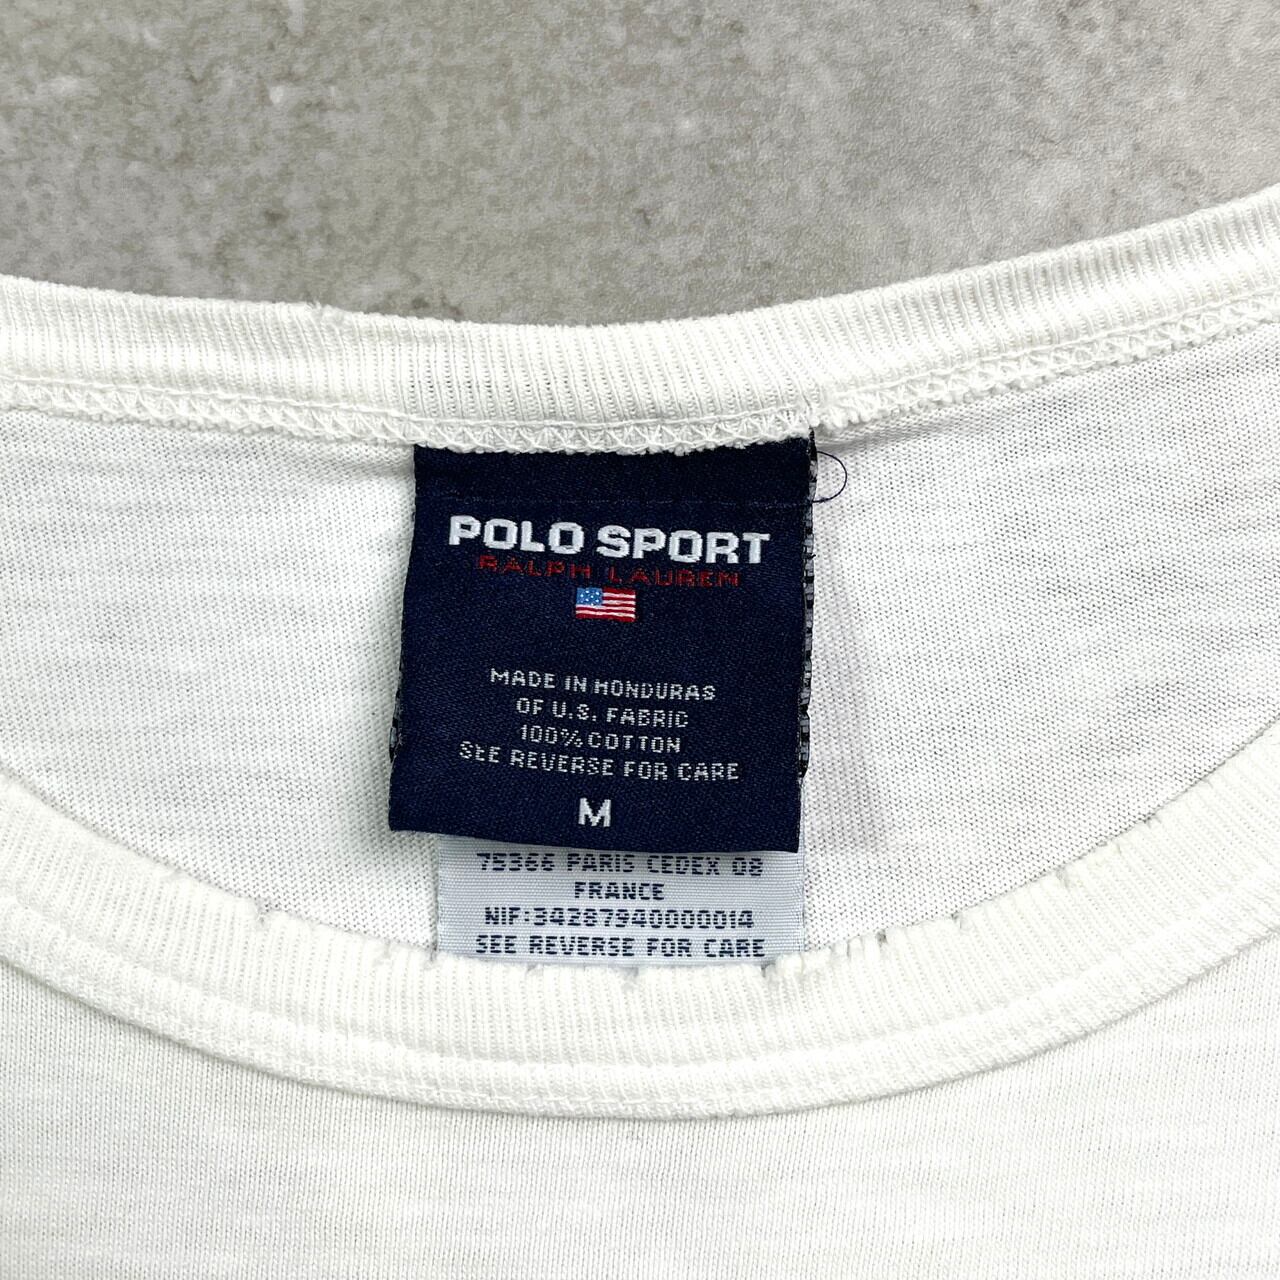 POLO SPORT
RALPH LAUREN
MADE IN HONDURAS
OF U.S. FABRIC
100% COTTON
SEE REVERSE FOR CARE
M
75366 PARIS CEDEX 08
FRANCE
NIF:34287940000014
SEE REVERSE FOR CARE